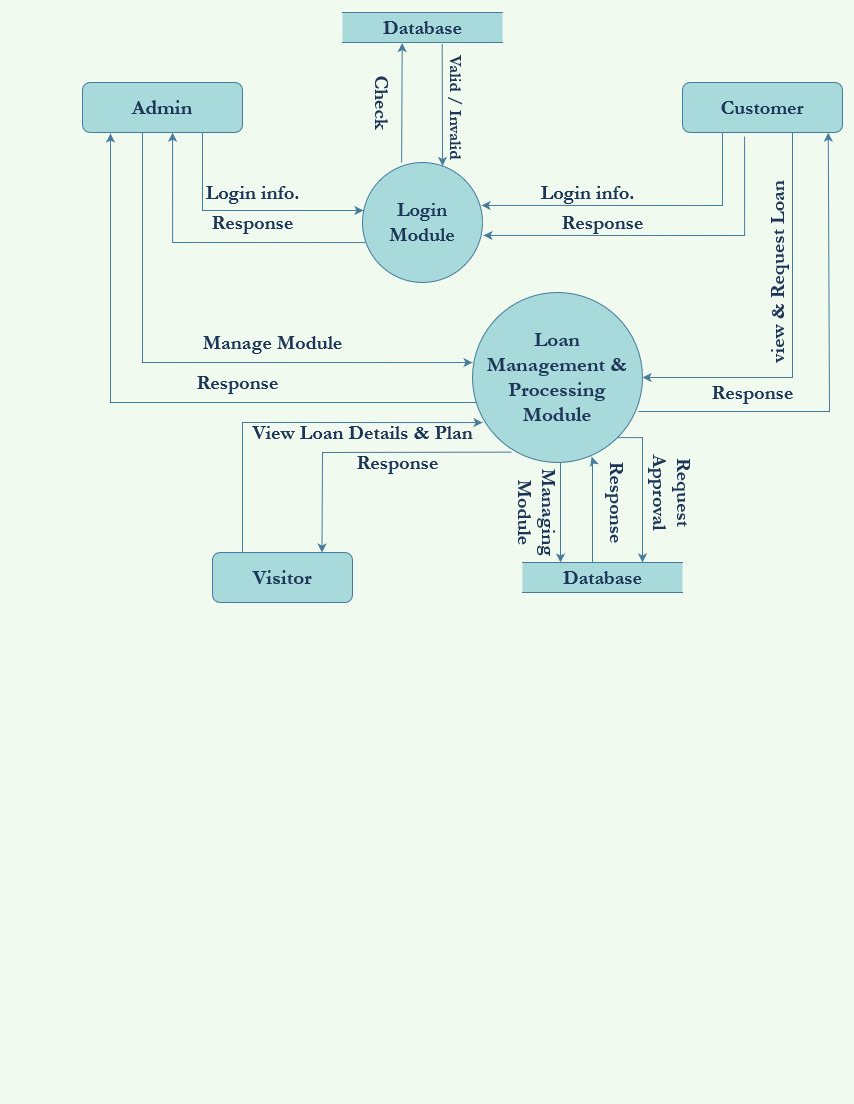 Database
Check
Valid / Invalid
Admin
Customer
Login info.
Response
Login
Module
Login info.
Response
view & Request Loan
Manage Module
Response
Loan
Management &
Processing
Module
Response
View Loan Details & Plan
Response
Managing
Module
Response
Request
Approval
Visitor
Database